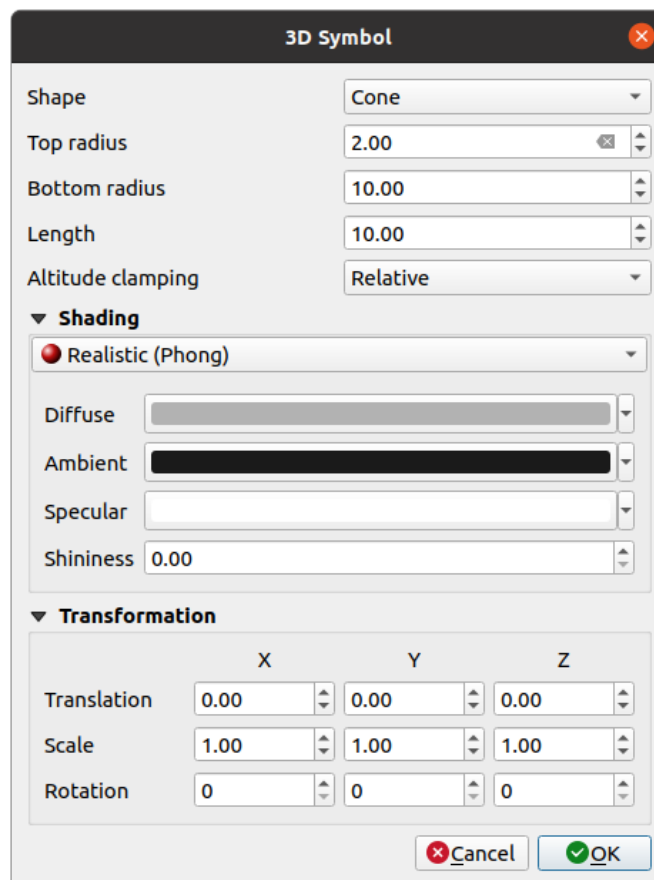 3D Symbol
Shape Cone
Top radius 2.00
Bottom radius 10.00
Length 10.00
Altitude clamping Relative
Shading
Realistic (Phong)
Diffuse
Ambient
Specular
Shininess 0.00
Transformation
X Y Z
Translation 0.00 0.00 0.00
Scale 1.00 1.00 1.00
Rotation 0 0 0
Cancel OK